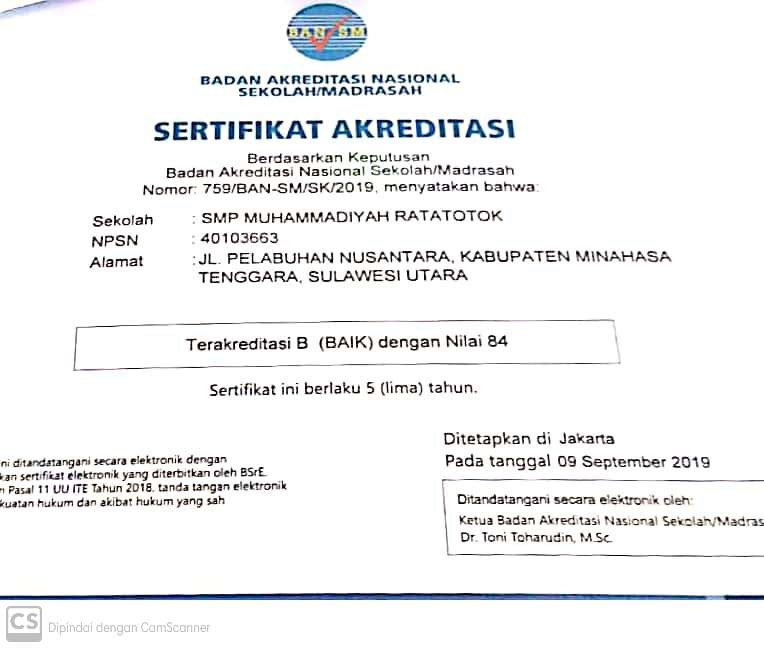 BAN S/M
BADAN AKREDITASI NASIONAL
SEKOLAH/MADRASAH
SERTIFIKAT AKREDITASI
Berdasarkan Keputusan
Badan Akreditasi Nasional Sekolah/Madrasah
Nomor: 759/BAN-SM/SK/2019, menyatakan bahwa:
Sekolah : SMP MUHAMMADIYAH RATATOTOK
NPSN : 40103663
Alamat : JL. PELABUHAN NUSANTARA, KABUPATEN MINAHASA
TENGGARA, SULAWESI UTARA
Terakreditasi B (BAIK) dengan Nilai 84
Sertifikat ini berlaku 5 (lima) tahun.
ni ditandatangani secara elektronik dengan
kan sertifikat elektronik yang diterbitkan oleh BSrE.
n Pasal 11 UU ITE Tahun 2018. tanda tangan elektronik
kuatan hukum dan akibat hukum yang sah
Ditetapkan di Jakarta
Pada tanggal 09 September 2019
Ditandatangani secara elektronik oleh:
Ketua Badan Akreditasi Nasional Sekolah/Madras
Dr. Toni Toharudin, M.Sc.
CS Dipindai dengan CamScanner